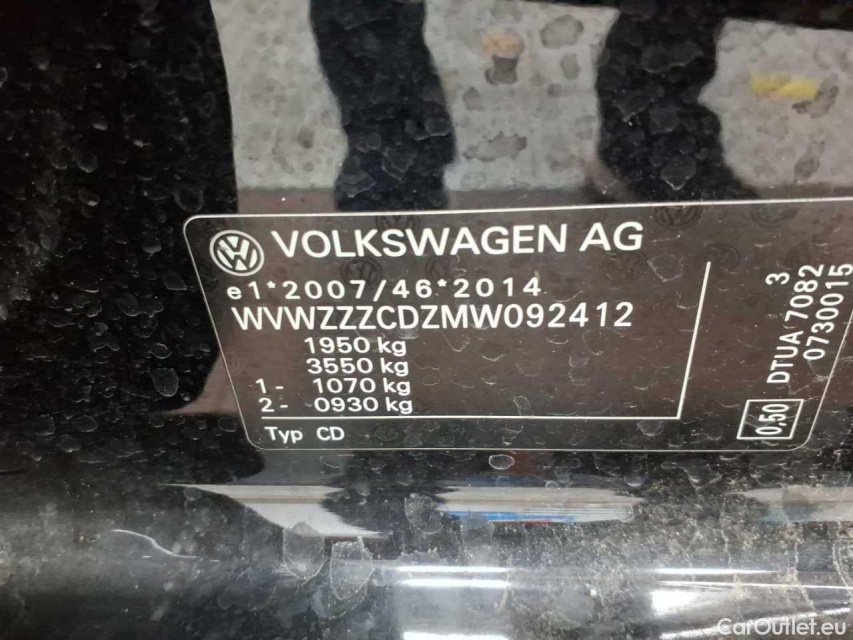 VW VOLKSWAGEN AG
e1*2007/46*2014
WVWZZZCDZMW092412
1950 kg
3550 kg
1- 1070 kg
2- 0930 kg
Typ CD
3
DTUA 7082
0730015
0,50
CarOutlet.eu